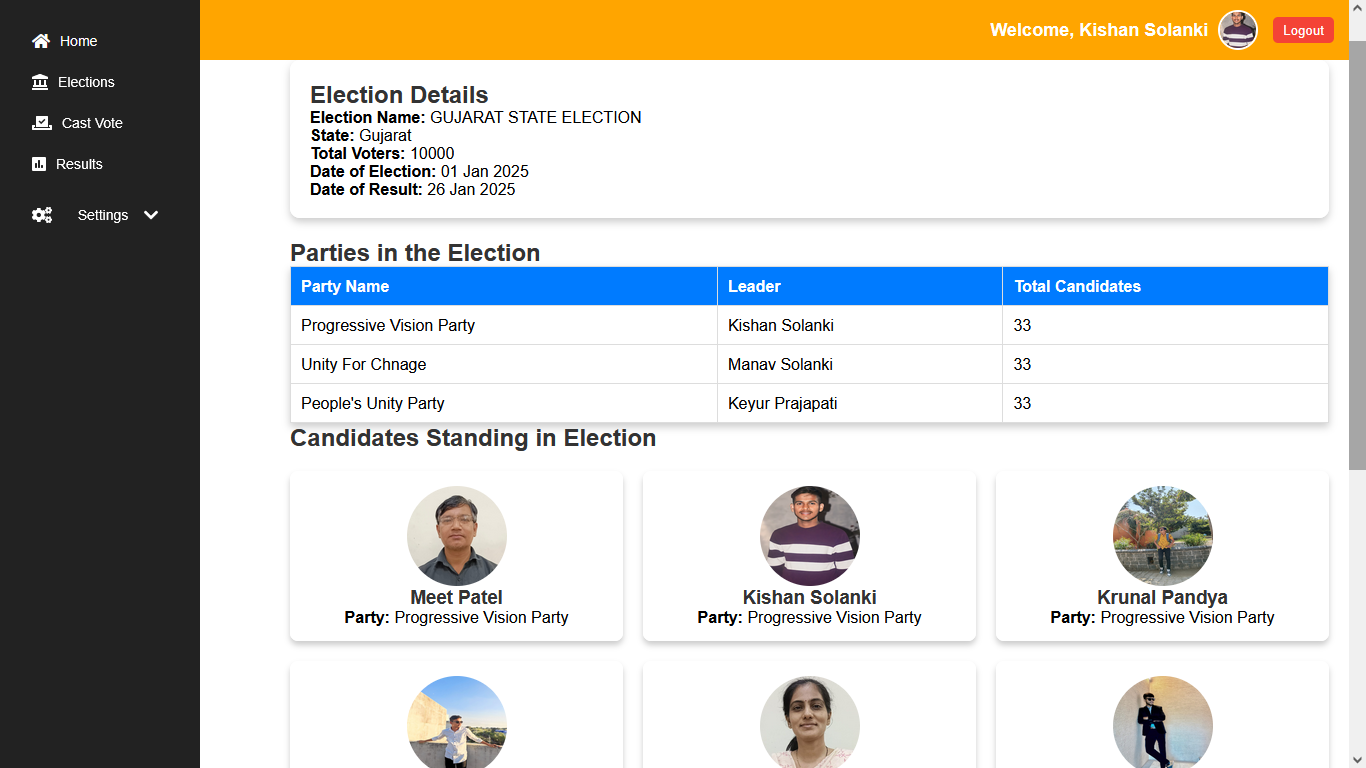 Home
Elections
Cast Vote
Results
Settings
Welcome, Kishan Solanki
Logout
Election Details
Election Name: GUJARAT STATE ELECTION
State: Gujarat
Total Voters: 10000
Date of Election: 01 Jan 2025
Date of Result: 26 Jan 2025
Parties in the Election
Party Name Leader Total Candidates
Progressive Vision Party Kishan Solanki 33
Unity For Chnage Manav Solanki 33
People's Unity Party Keyur Prajapati 33
Candidates Standing in Election
Meet Patel
Party: Progressive Vision Party
Kishan Solanki
Party: Progressive Vision Party
Krunal Pandya
Party: Progressive Vision Party